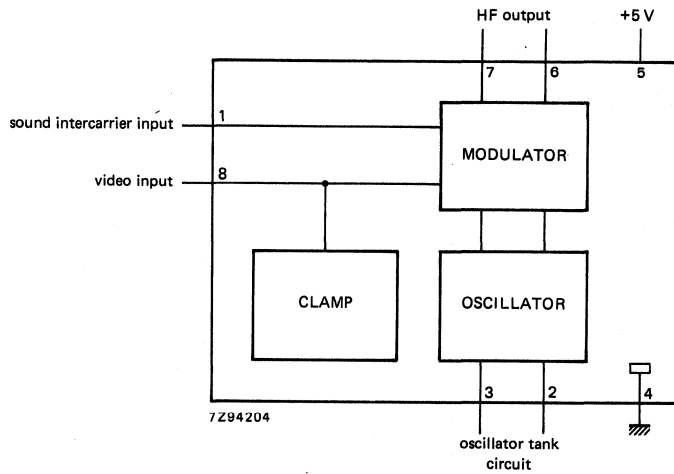 HF output
+5 V
7
6
5
sound intercarrier input
1
MODULATOR
video input
8
CLAMP
OSCILLATOR
3
2
4
7Z94204
oscillator tank
circuit